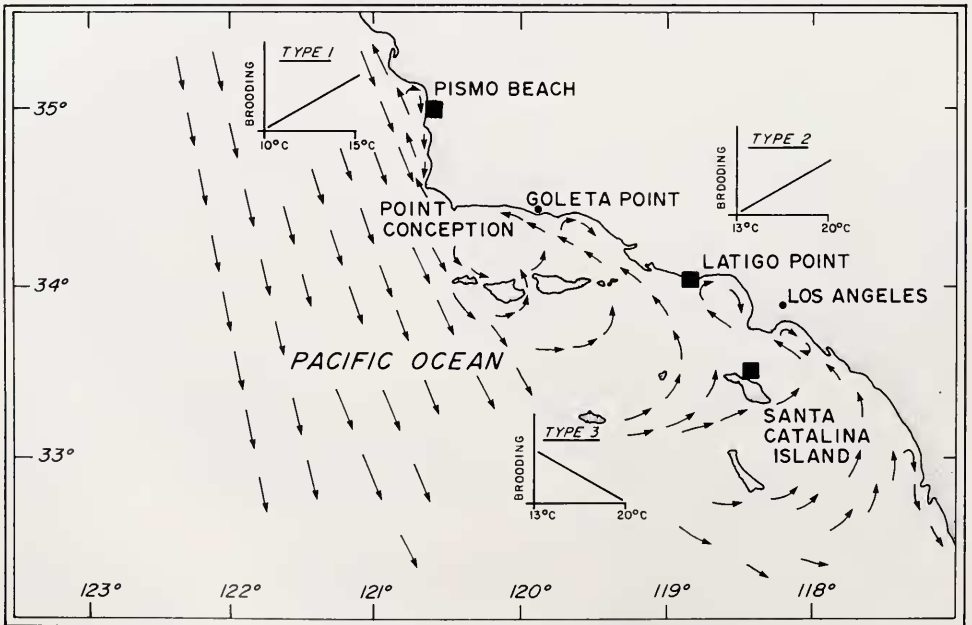 TYPE 1
BROODING
10°C
15°C
35°
PISMO BEACH
TYPE 2
BROODING
13°C
20°C
GOLETA POINT
POINT
CONCEPTION
LATIGO POINT
34°
LOS ANGELES
PACIFIC OCEAN
SANTA
CATALINA
ISLAND
TYPE 3
BROODING
13°C
20°C
33°
123°
122°
121°
120°
119°
118°